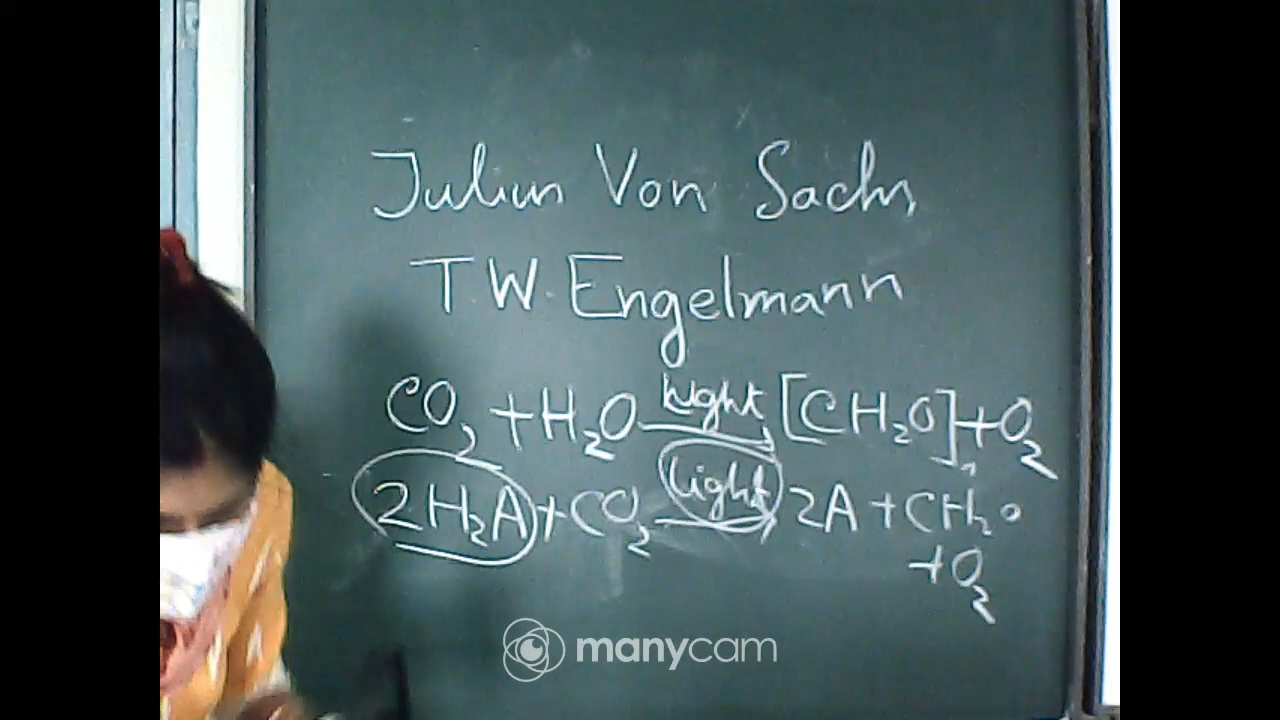 Julius Von Sachs
T W. Engelmann
CO2 + H2O light [CH2O] + O2
2H2A + CO2 light 2A + CH2O
+ O2
manycam